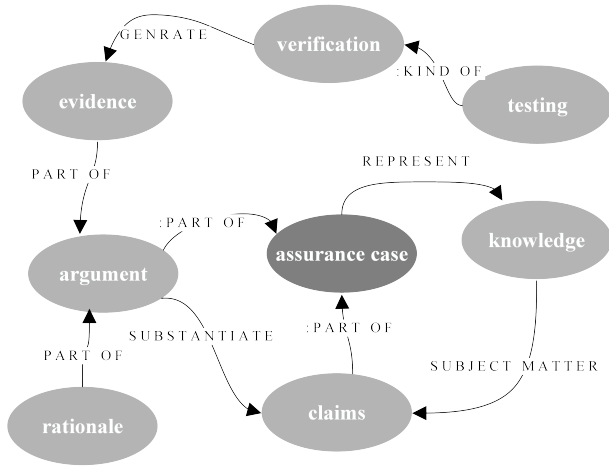 GENRATE
verification
:KIND OF
evidence
testing
PART OF
REPRESENT
:PART OF
knowledge
assurance case
argument
SUBSTANTIATE
:PART OF
PART OF
SUBJECT MATTER
claims
rationale